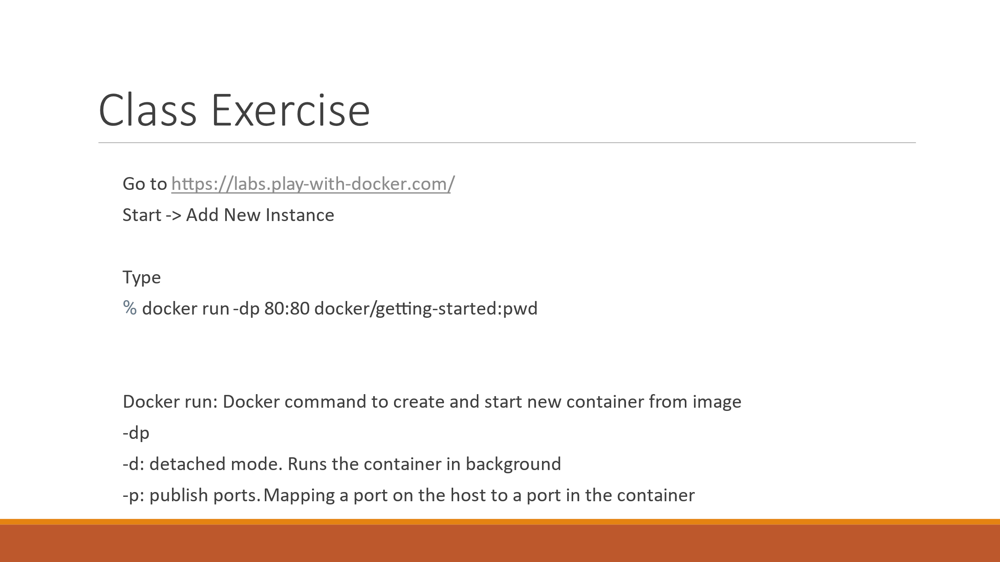 Class Exercise
Go to https://labs.play-with-docker.com/
Start -> Add New Instance
Type
% docker run -dp 80:80 docker/getting-started:pwd
Docker run: Docker command to create and start new container from image
-dp
-d: detached mode. Runs the container in background
-p: publish ports. Mapping a port on the host to a port in the container